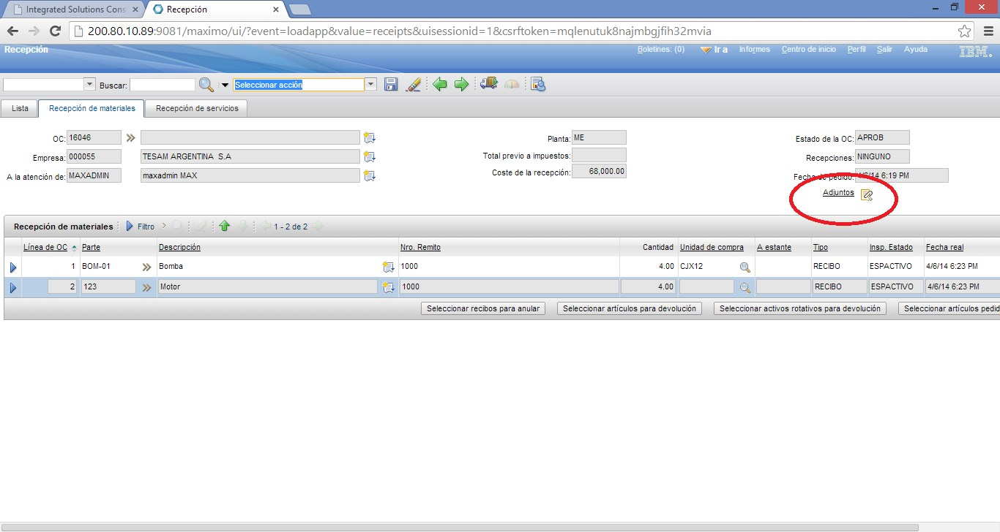 Integrated Solutions Cons
Recepción
200.80.10.89:9081/maximo/ui/?event=loadapp&value=receipts&uisessionid=1&csrftoken=mqlenutuk8najmbgjfih32mvia
Recepción Boletines: (0) Ir a Informes Centro de inicio Perfil Salir Ayuda IBM.
Buscar: Seleccionar acción
Lista Recepción de materiales Recepción de servicios
OC: 16046 Planta: ME Estado de la OC: APROB
Empresa: 000055 TESAM ARGENTINA S.A Total previo a impuestos: Recepciones: NINGUNO
A la atención de: MAXADMIN maxadmin MAX Coste de la recepción: 68,000.00 Fecha de pedido: 4/6/14 6:19 PM
Adjuntos
Recepción de materiales Filtro 1 - 2 de 2
Línea de OC Parte Descripción Nro. Remito Cantidad Unidad de compra A estante Tipo Insp. Estado Fecha real
1 BOM-01 Bomba 1000 4.00 CJX12 RECIBO ESPACTIVO 4/6/14 6:23 PM
2 123 Motor 1000 4.00 RECIBO ESPACTIVO 4/6/14 6:23 PM
Seleccionar recibos para anular Seleccionar artículos para devolución Seleccionar activos rotativos para devolución Seleccionar artículos pedid